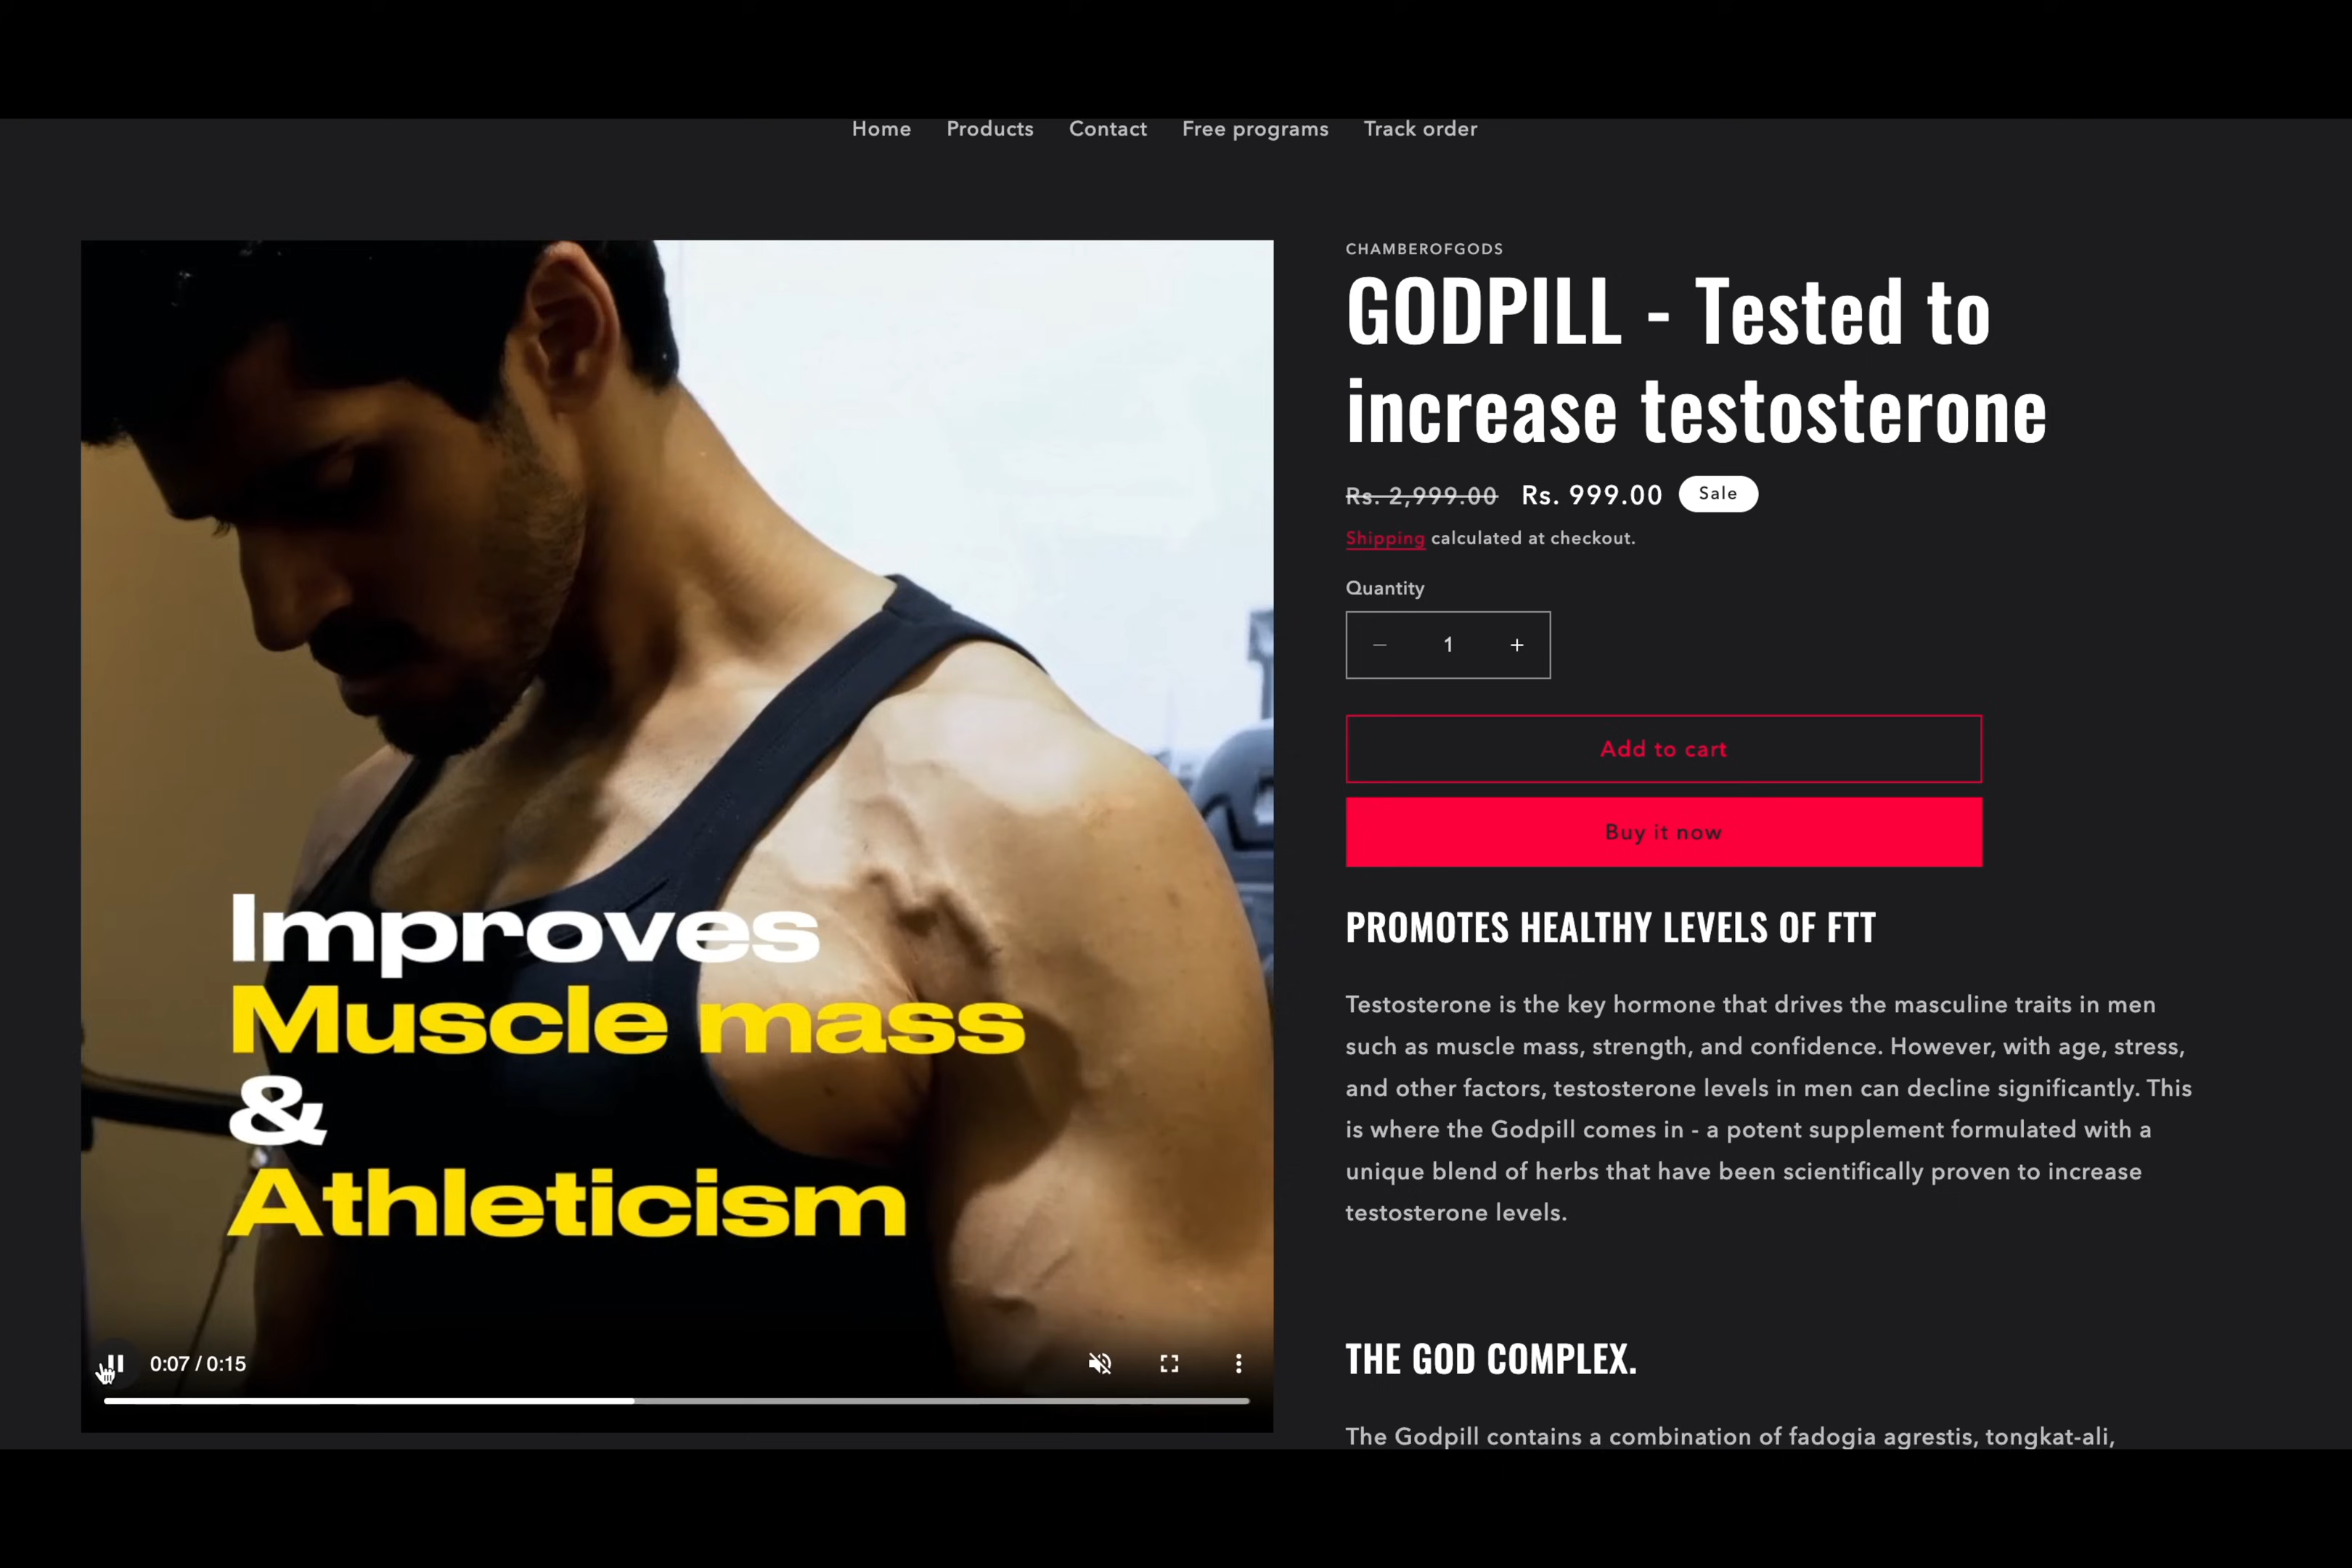 Home Products Contact Free programs Track order
CHAMBEROFGODS
GODPILL - Tested to
increase testosterone
Rs. 2,999.00 Rs. 999.00 Sale
Shipping calculated at checkout.
Quantity
− 1 +
Add to cart
Buy it now
PROMOTES HEALTHY LEVELS OF FTT
Testosterone is the key hormone that drives the masculine traits in men
such as muscle mass, strength, and confidence. However, with age, stress,
and other factors, testosterone levels in men can decline significantly. This
is where the Godpill comes in - a potent supplement formulated with a
unique blend of herbs that have been scientifically proven to increase
testosterone levels.
THE GOD COMPLEX.
The Godpill contains a combination of fadogia agrestis, tongkat-ali,
Improves
Muscle mass
&
Athleticism
0:07 / 0:15